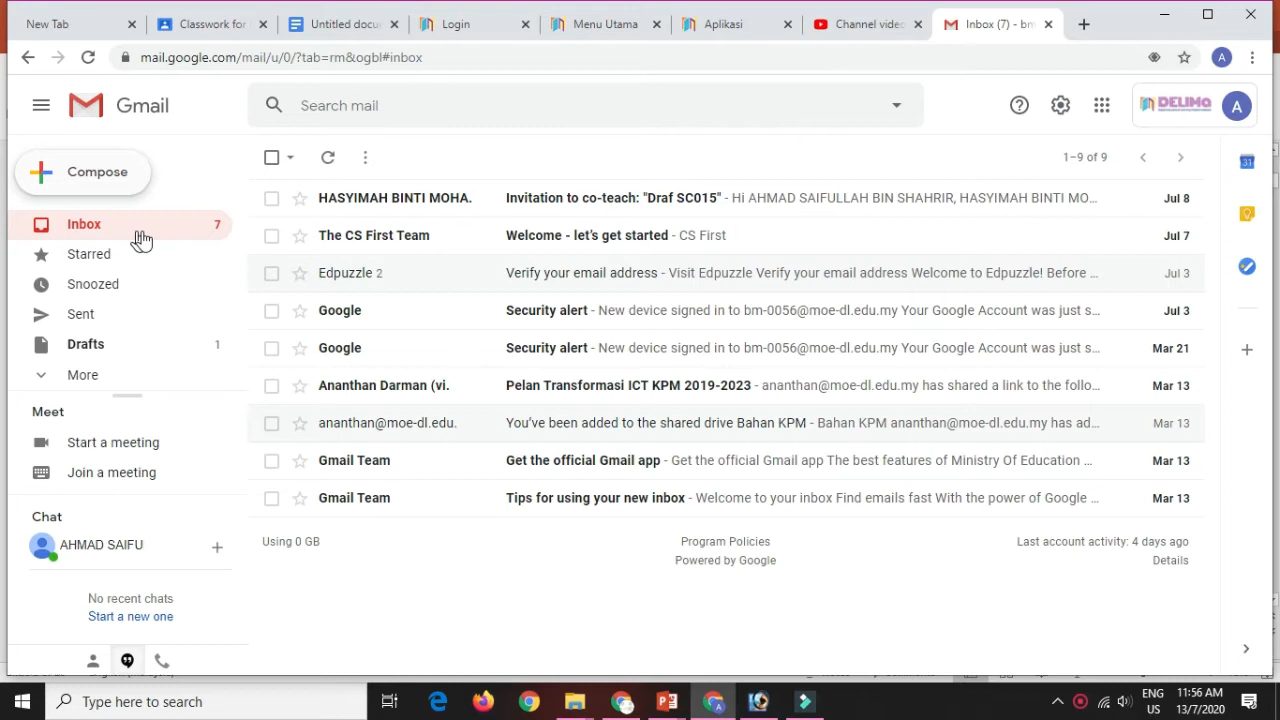 New Tab
Classwork for
Untitled docu
Login
Menu Utama
Aplikasi
Channel vide
Inbox (7) - bm
mail.google.com/mail/u/0/?tab=rm&ogbl#inbox
A
Gmail
Search mail
DELIMa
A
Compose
1–9 of 9
31
Inbox 7
Starred
Snoozed
Sent
Drafts 1
More
Meet
Start a meeting
Join a meeting
Chat
AHMAD SAIFU
No recent chats
Start a new one
HASYIMAH BINTI MOHA. Invitation to co-teach: "Draf SC015" - Hi AHMAD SAIFULLAH BIN SHAHRIR, HASYIMAH BINTI MO... Jul 8
The CS First Team Welcome - let's get started - CS First Jul 7
Edpuzzle 2 Verify your email address - Visit Edpuzzle Verify your email address Welcome to Edpuzzle! Before ... Jul 3
Google Security alert - New device signed in to bm-0056@moe-dl.edu.my Your Google Account was just s... Jul 3
Google Security alert - New device signed in to bm-0056@moe-dl.edu.my Your Google Account was just s... Mar 21
Ananthan Darman (vi. Pelan Transformasi ICT KPM 2019-2023 - ananthan@moe-dl.edu.my has shared a link to the follo... Mar 13
ananthan@moe-dl.edu. You've been added to the shared drive Bahan KPM - Bahan KPM ananthan@moe-dl.edu.my has ad... Mar 13
Gmail Team Get the official Gmail app - Get the official Gmail app The best features of Ministry Of Education ... Mar 13
Gmail Team Tips for using your new inbox - Welcome to your inbox Find emails fast With the power of Google ... Mar 13
Using 0 GB
Program Policies
Powered by Google
Last account activity: 4 days ago
Details
Type here to search
ENG
US
11:56 AM
13/7/2020